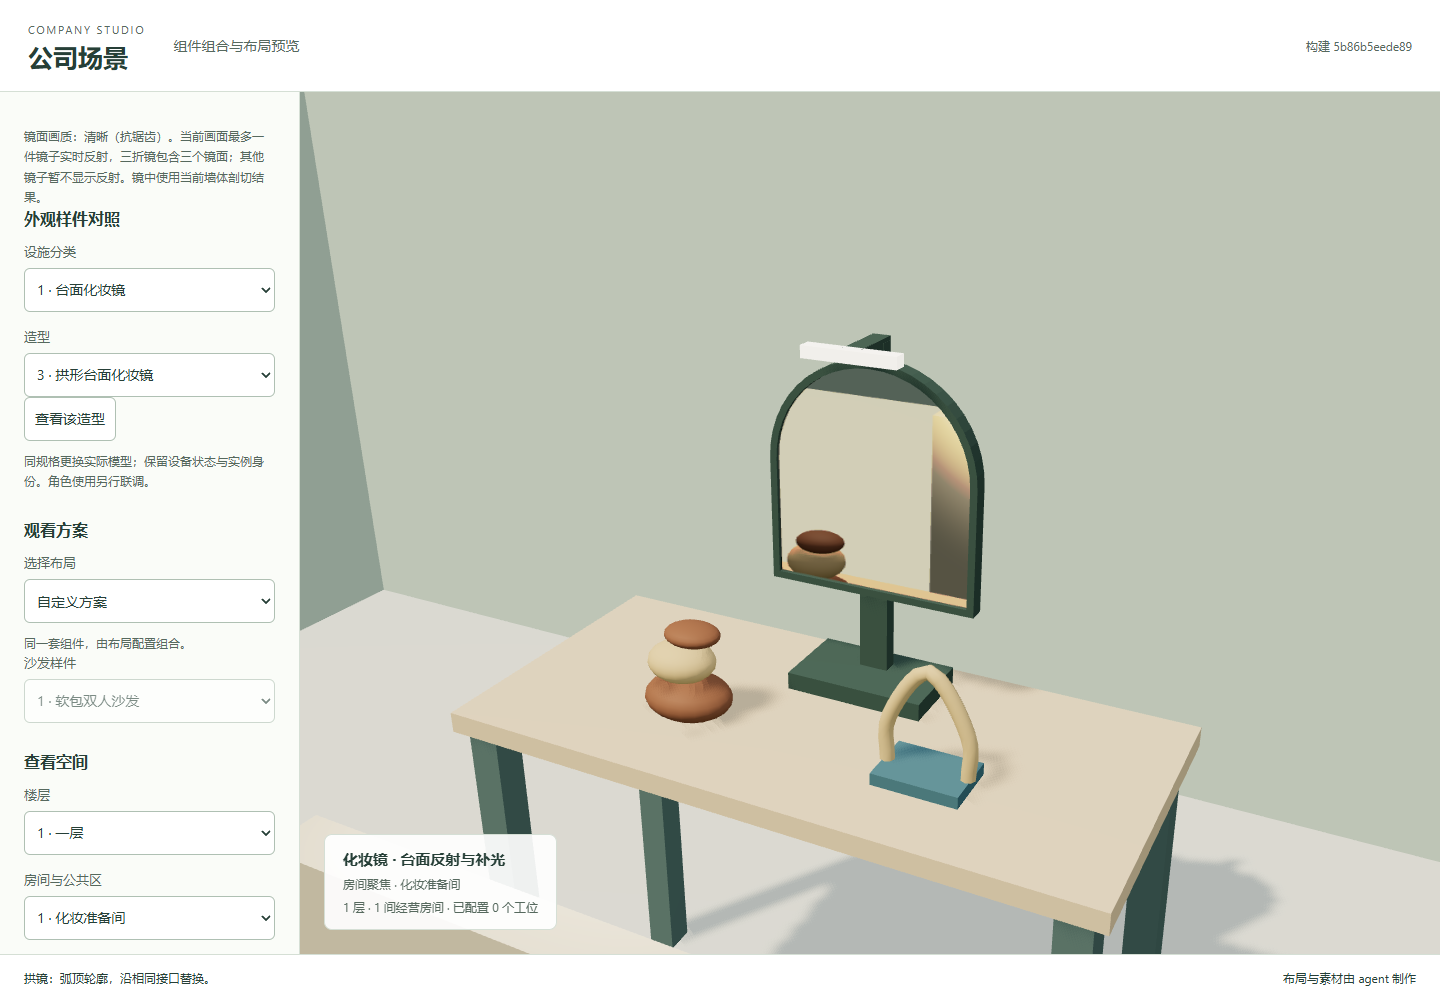 COMPANY STUDIO
公司场景
组件组合与布局预览
构建 5b86b5eede89
镜面画质：清晰（抗锯齿）。当前画面最多一
件镜子实时反射，三折镜包含三个镜面；其他
镜子暂不显示反射。镜中使用当前墙体剖切结
果。
外观样件对照
设施分类
1 · 台面化妆镜
造型
3 · 拱形台面化妆镜
查看该造型
同规格更换实际模型；保留设备状态与实例身
份。角色使用另行联调。
观看方案
选择布局
自定义方案
同一套组件，由布局配置组合。
沙发样件
1 · 软包双人沙发
查看空间
楼层
1 · 一层
房间与公共区
1 · 化妆准备间
化妆镜 · 台面反射与补光
房间聚焦 · 化妆准备间
1 层 · 1 间经营房间 · 已配置 0 个工位
拱镜：弧顶轮廓，沿相同接口替换。
布局与素材由 agent 制作